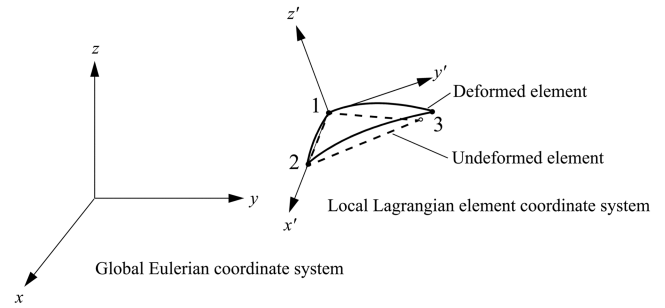 z'
z
y'
1
Deformed element
3
2
Undeformed element
y
x'
Local Lagrangian element coordinate system
Global Eulerian coordinate system
x